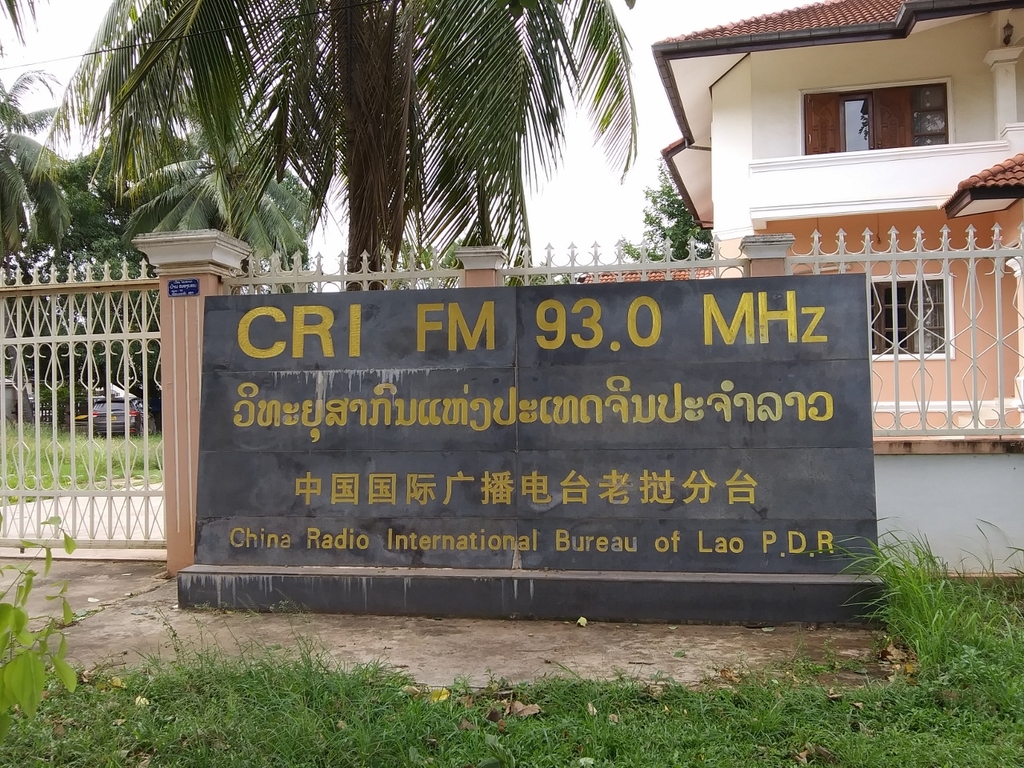 CRI FM 93.0 MHz
ວິທະຍຸສາກົນແຫ່ງປະເທດຈີນປະຈຳລາວ
中国国际广播电台老挝分台
China Radio International Bureau of Lao P.D.R